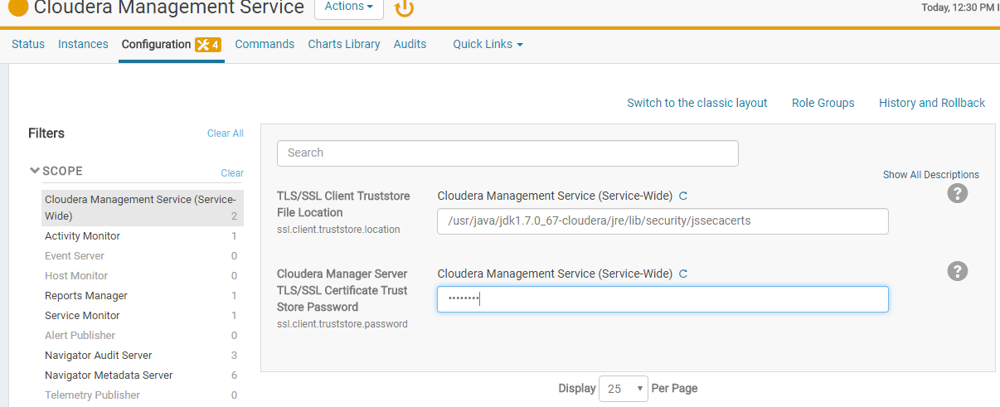 Cloudera Management Service Actions
Today, 12:30 PM
Status Instances Configuration 4 Commands Charts Library Audits Quick Links
Switch to the classic layout Role Groups History and Rollback
Filters Clear All
Search
SCOPE Clear
Show All Descriptions
Cloudera Management Service (Service-Wide) 2
Activity Monitor 1
Event Server 0
Host Monitor 0
Reports Manager 1
Service Monitor 1
Alert Publisher 0
Navigator Audit Server 3
Navigator Metadata Server 6
Telemetry Publisher 0
TLS/SSL Client Truststore
File Location
ssl.client.truststore.location
Cloudera Management Service (Service-Wide)
/usr/java/jdk1.7.0_67-cloudera/jre/lib/security/jssecacerts
?
Cloudera Manager Server
TLS/SSL Certificate Trust
Store Password
ssl.client.truststore.password
Cloudera Management Service (Service-Wide)
••••••••
?
Display 25 Per Page